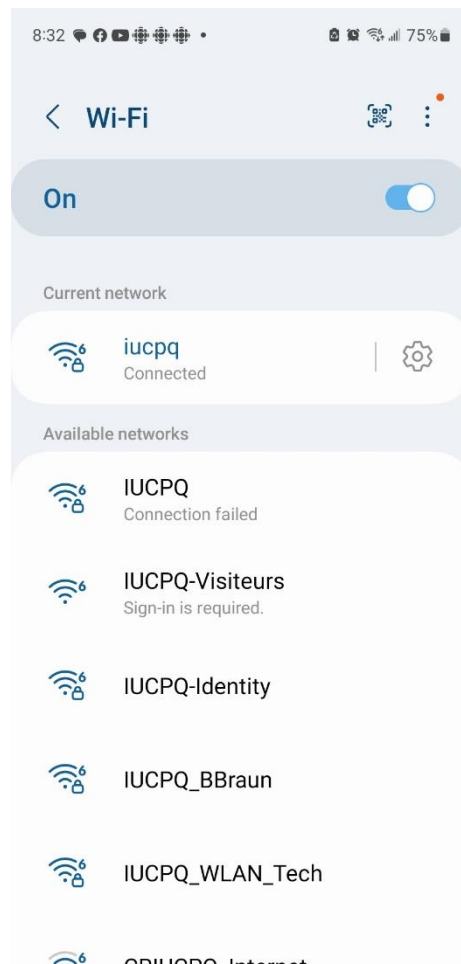 8:32 75%
Wi-Fi
On
Current network
iucpq
Connected
Available networks
IUCPQ
Connection failed
IUCPQ-Visiteurs
Sign-in is required.
IUCPQ-Identity
IUCPQ_BBraun
IUCPQ_WLAN_Tech